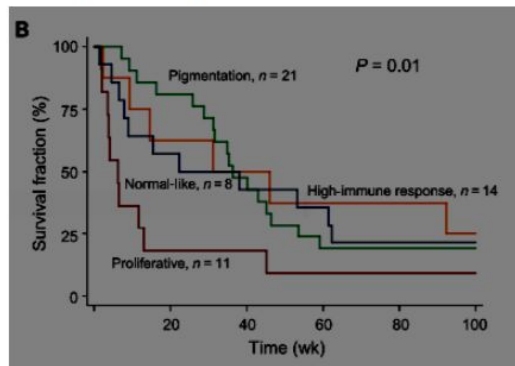 B
100
75
50
25
0
Survival fraction (%)
Pigmentation, n = 21
P = 0.01
Normal-like, n = 8
High-immune response, n = 14
Proliferative, n = 11
20
40
60
80
100
Time (wk)